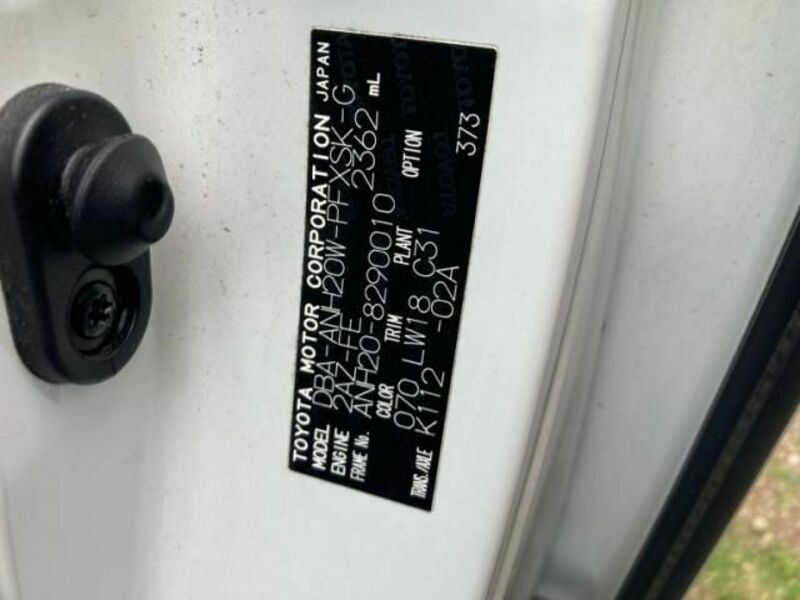 TOYOTA MOTOR CORPORATION JAPAN
MODEL DBA-ANH20W-PFXSK-G
ENGINE 2AZ-FE 2362 mL
FRAME No. ANH20-8290010
COLOR TRIM PLANT OPTION
070 LW18 C31
TRANS./AXLE K112 -02A 373